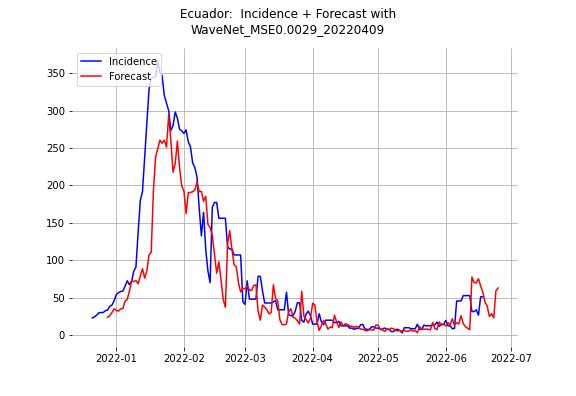 Ecuador:  Incidence + Forecast with
WaveNet_MSE0.0029_20220409
Incidence
Forecast
350
300
250
200
150
100
50
0
2022-01 2022-02 2022-03 2022-04 2022-05 2022-06 2022-07